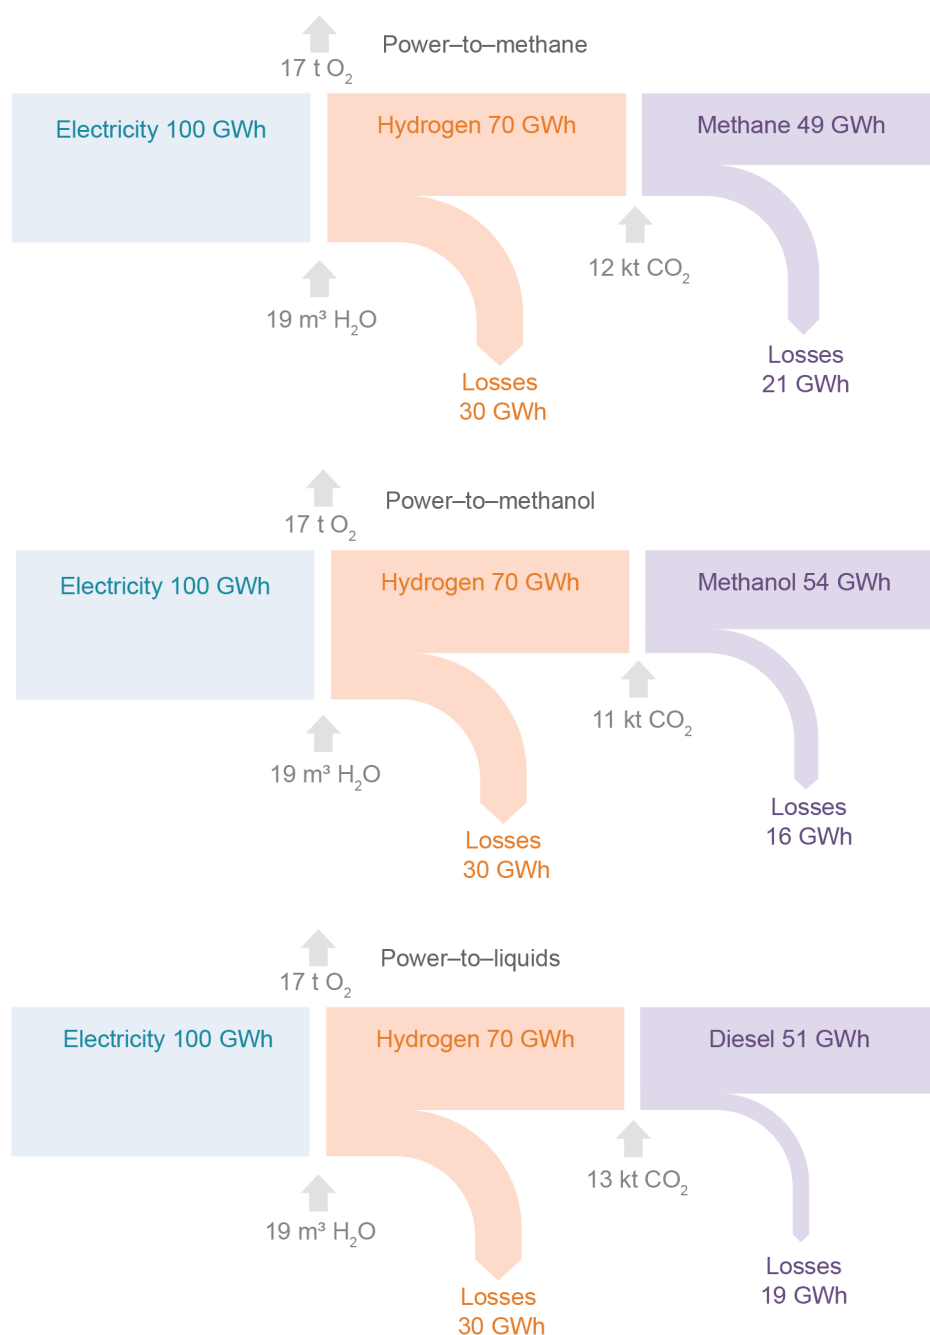 Power–to–methane
17 t O₂
Electricity 100 GWh
Hydrogen 70 GWh
Methane 49 GWh
12 kt CO₂
19 m³ H₂O
Losses
21 GWh
Losses
30 GWh
Power–to–methanol
17 t O₂
Electricity 100 GWh
Hydrogen 70 GWh
Methanol 54 GWh
11 kt CO₂
19 m³ H₂O
Losses
16 GWh
Losses
30 GWh
Power–to–liquids
17 t O₂
Electricity 100 GWh
Hydrogen 70 GWh
Diesel 51 GWh
13 kt CO₂
19 m³ H₂O
Losses
19 GWh
Losses
30 GWh